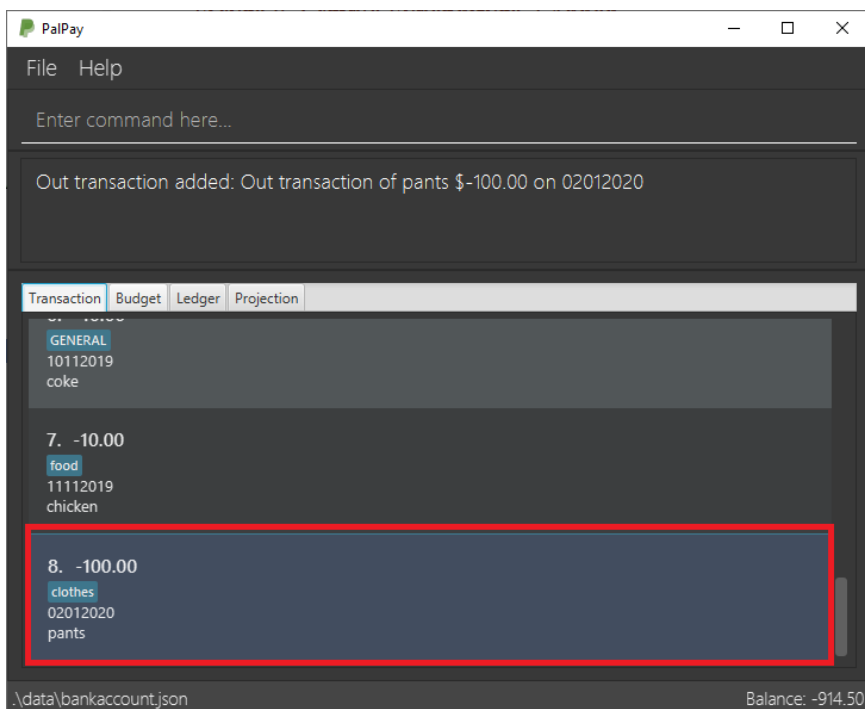 PalPay
File Help
Enter command here...
Out transaction added: Out transaction of pants $-100.00 on 02012020
Transaction Budget Ledger Projection
GENERAL
10112019
coke
7. -10.00
food
11112019
chicken
8. -100.00
clothes
02012020
pants
.\data\bankaccount.json Balance: -914.50